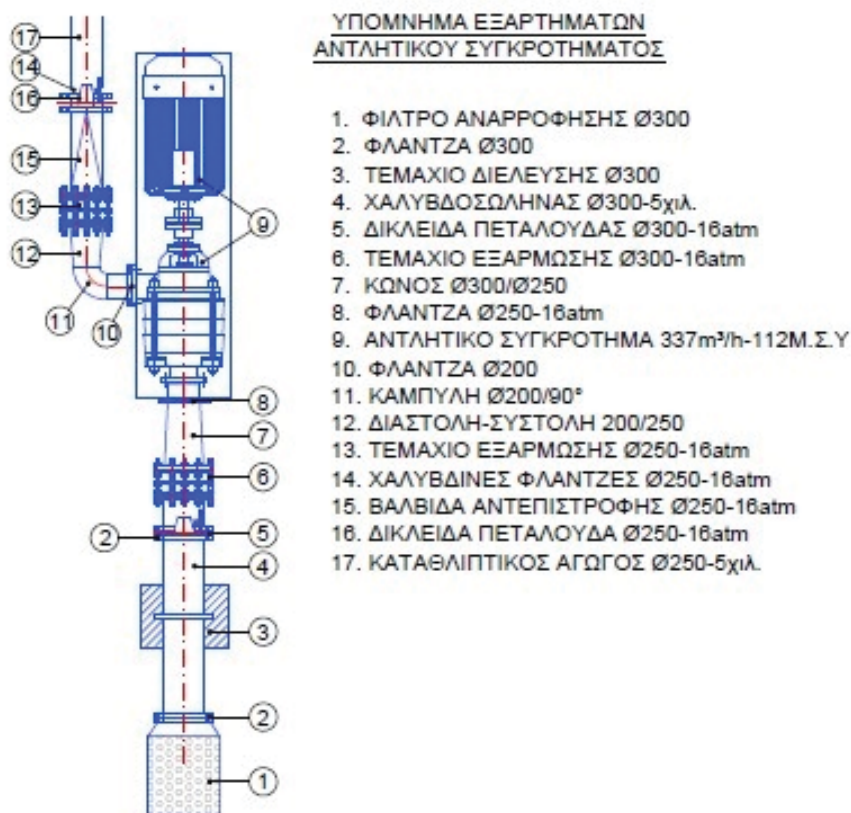 ΥΠΟΜΝΗΜΑ ΕΞΑΡΤΗΜΑΤΩΝ
ΑΝΤΛΗΤΙΚΟΥ ΣΥΓΚΡΟΤΗΜΑΤΟΣ
1. ΦΙΛΤΡΟ ΑΝΑΡΡΟΦΗΣΗΣ Ø300
2. ΦΛΑΝΤΖΑ Ø300
3. ΤΕΜΑΧΙΟ ΔΙΕΛΕΥΣΗΣ Ø300
4. ΧΑΛΥΒΔΟΣΩΛΗΝΑΣ Ø300-5χιλ.
5. ΔΙΚΛΕΙΔΑ ΠΕΤΑΛΟΥΔΑΣ Ø300-16atm
6. ΤΕΜΑΧΙΟ ΕΞΑΡΜΩΣΗΣ Ø300-16atm
7. ΚΩΝΟΣ Ø300/Ø250
8. ΦΛΑΝΤΖΑ Ø250-16atm
9. ΑΝΤΛΗΤΙΚΟ ΣΥΓΚΡΟΤΗΜΑ 337m³/h-112Μ.Σ.Υ
10. ΦΛΑΝΤΖΑ Ø200
11. ΚΑΜΠΥΛΗ Ø200/90°
12. ΔΙΑΣΤΟΛΗ-ΣΥΣΤΟΛΗ 200/250
13. ΤΕΜΑΧΙΟ ΕΞΑΡΜΩΣΗΣ Ø250-16atm
14. ΧΑΛΥΒΔΙΝΕΣ ΦΛΑΝΤΖΕΣ Ø250-16atm
15. ΒΑΛΒΙΔΑ ΑΝΤΕΠΙΣΤΡΟΦΗΣ Ø250-16atm
16. ΔΙΚΛΕΙΔΑ ΠΕΤΑΛΟΥΔΑ Ø250-16atm
17. ΚΑΤΑΘΛΙΠΤΙΚΟΣ ΑΓΩΓΟΣ Ø250-5χιλ.
17
14
16
15
13
12
11
10
9
8
7
6
2
5
4
3
2
1